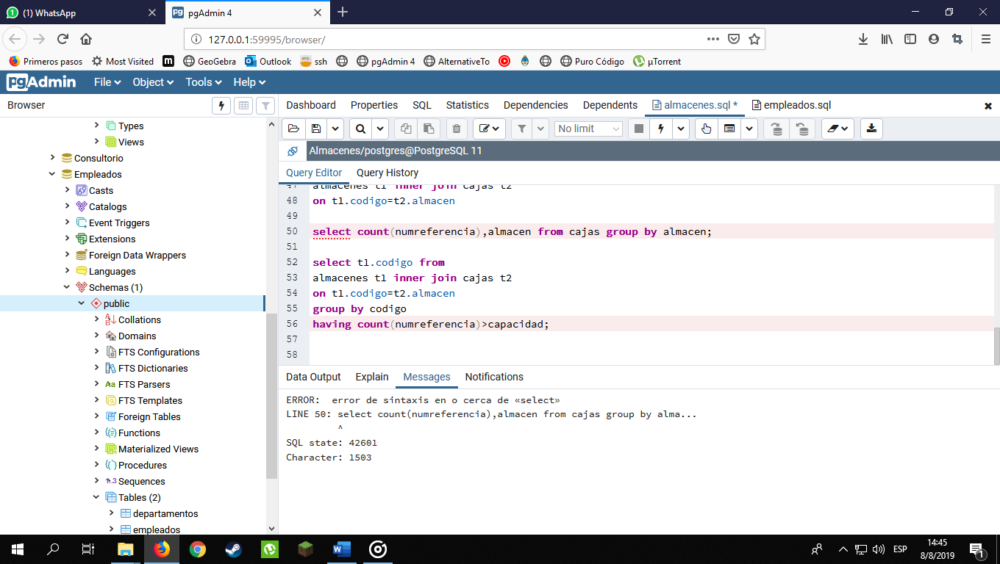 (1) WhatsApp
pgAdmin 4
127.0.0.1:59995/browser/
Primeros pasos Most Visited m GeoGebra Outlook ssh pgAdmin 4 AlternativeTo Puro Código µTorrent
pgAdmin File Object Tools Help
Browser
Dashboard Properties SQL Statistics Dependencies Dependents almacenes.sql * empleados.sql
No limit
Almacenes/postgres@PostgreSQL 11
Query Editor Query History
Types
Views
Consultorio
Empleados
Casts
Catalogs
Event Triggers
Extensions
Foreign Data Wrappers
Languages
Schemas (1)
public
Collations
Domains
FTS Configurations
FTS Dictionaries
Aa FTS Parsers
FTS Templates
Foreign Tables
Functions
Materialized Views
Procedures
1..3 Sequences
Tables (2)
departamentos
empleados
47 almacenes t1 inner join cajas t2
48 on t1.codigo=t2.almacen
49
50 select count(numreferencia),almacen from cajas group by almacen;
51
52 select t1.codigo from
53 almacenes t1 inner join cajas t2
54 on t1.codigo=t2.almacen
55 group by codigo
56 having count(numreferencia)>capacidad;
57
58
Data Output Explain Messages Notifications
ERROR:  error de sintaxis en o cerca de «select»
LINE 50: select count(numreferencia),almacen from cajas group by alma...
^
SQL state: 42601
Character: 1503
ESP
14:45
8/8/2019
1